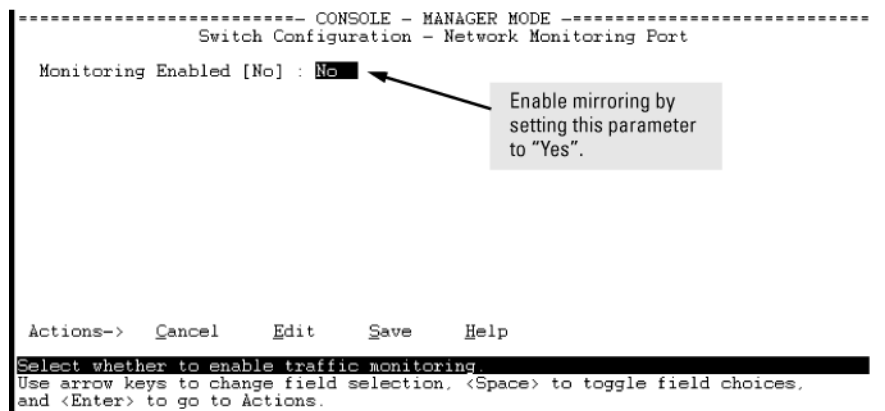 ==========================- CONSOLE - MANAGER MODE -============================
Switch Configuration - Network Monitoring Port
Monitoring Enabled [No] : No
Enable mirroring by
setting this parameter
to “Yes”.
Actions-> Cancel Edit Save Help
Select whether to enable traffic monitoring.
Use arrow keys to change field selection, <Space> to toggle field choices,
and <Enter> to go to Actions.